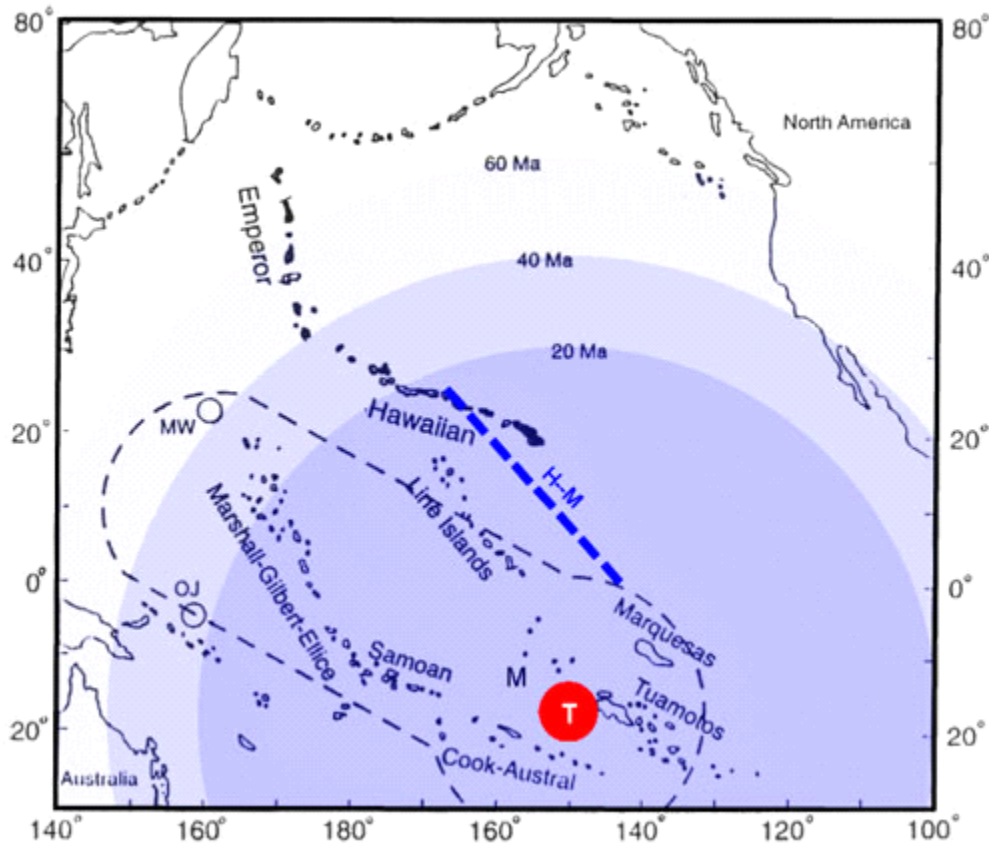 80°
80°
North America
60 Ma
Emperor
40°
40 Ma
40°
20 Ma
Hawaiian
MW
20°
20°
H–M
Line Islands
Marshall-Gilbert-Ellice
0°
OJ
0°
Marquesas
Samoan
M
Tuamotos
T
20°
20°
Cook-Austral
Australia
140°
160°
180°
160°
140°
120°
100°